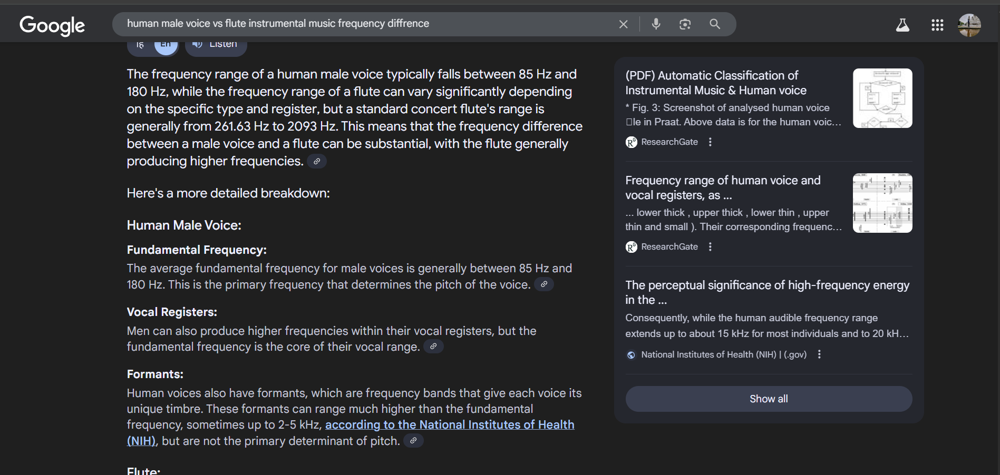 Google
human male voice vs flute instrumental music frequency diffrence
हि En Listen
The frequency range of a human male voice typically falls between 85 Hz and
180 Hz, while the frequency range of a flute can vary significantly depending
on the specific type and register, but a standard concert flute's range is
generally from 261.63 Hz to 2093 Hz. This means that the frequency difference
between a male voice and a flute can be substantial, with the flute generally
producing higher frequencies.
Here's a more detailed breakdown:
Human Male Voice:
Fundamental Frequency:
The average fundamental frequency for male voices is generally between 85 Hz and
180 Hz. This is the primary frequency that determines the pitch of the voice.
Vocal Registers:
Men can also produce higher frequencies within their vocal registers, but the
fundamental frequency is the core of their vocal range.
Formants:
Human voices also have formants, which are frequency bands that give each voice its
unique timbre. These formants can range much higher than the fundamental
frequency, sometimes up to 2-5 kHz, according to the National Institutes of Health
(NIH), but are not the primary determinant of pitch.
Flute:
(PDF) Automatic Classification of
Instrumental Music & Human voice
* Fig. 3: Screenshot of analysed human voice
□le in Praat. Above data is for the human voic...
ResearchGate
Frequency range of human voice and
vocal registers, as ...
... lower thick , upper thick , lower thin , upper
thin and small ). Their corresponding frequenc...
ResearchGate
The perceptual significance of high-frequency energy
in the ...
Consequently, while the human audible frequency range
extends up to about 15 kHz for most individuals and to 20 kH...
National Institutes of Health (NIH) | (.gov)
Show all